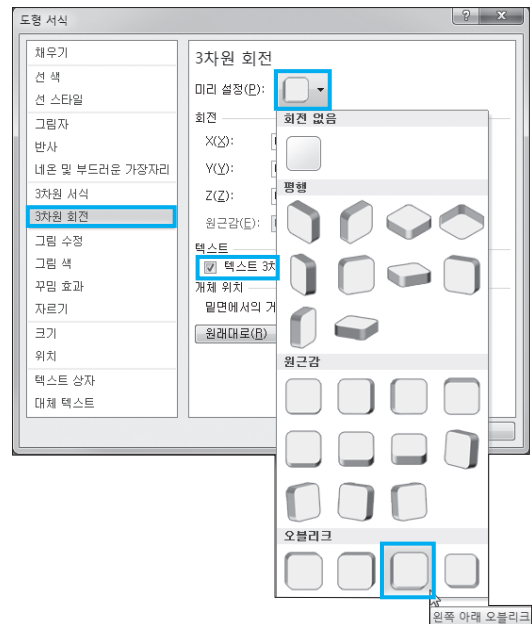 도형 서식
채우기
선 색
선 스타일
그림자
반사
네온 및 부드러운 가장자리
3차원 서식
3차원 회전
그림 수정
그림 색
꾸밈 효과
자르기
크기
위치
텍스트 상자
대체 텍스트
3차원 회전
미리 설정(P):
회전
X(X):
Y(Y):
Z(Z):
원근감(E):
텍스트
텍스트 3차
개체 위치
밑면에서의 거
원래대로(R)
회전 없음
평행
원근감
오블리크
왼쪽 아래 오블리크